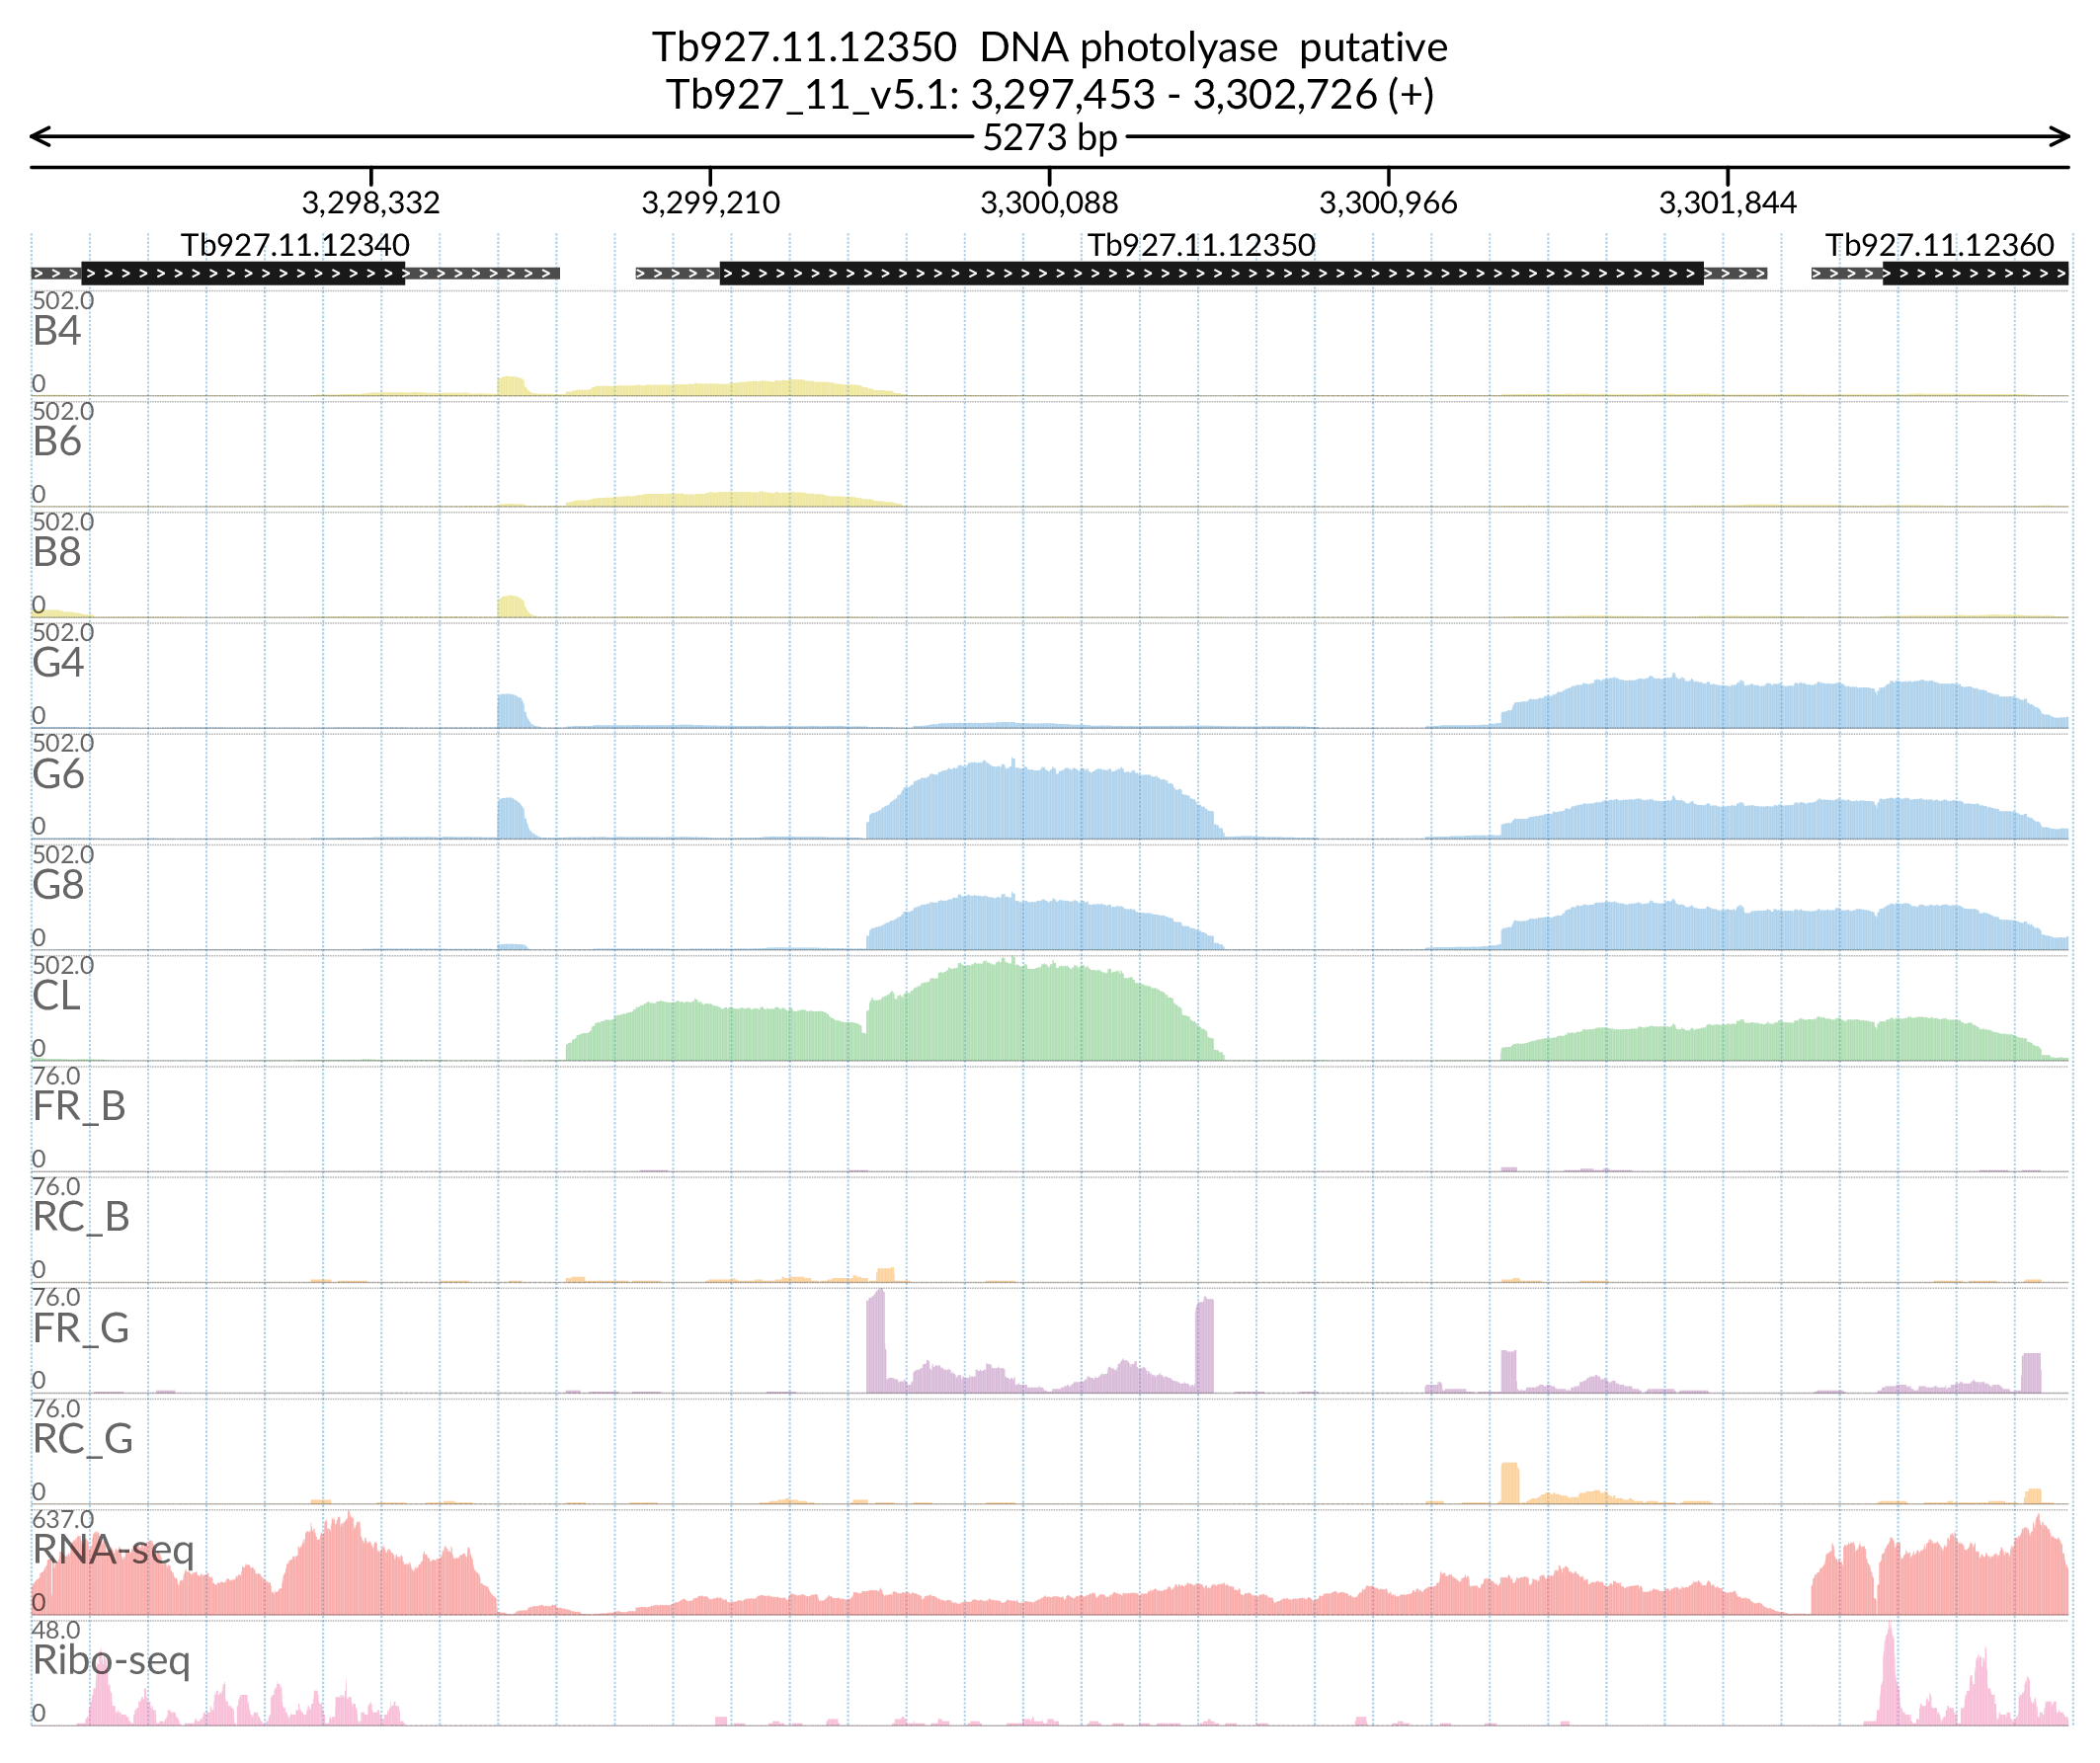 Tb927.11.12350 DNA photolyase putative
Tb927_11_v5.1: 3,297,453 - 3,302,726 (+)
5273 bp
3,298,332 3,299,210 3,300,088 3,300,966 3,301,844
Tb927.11.12340 Tb927.11.12350 Tb927.11.12360
502.0
B4
0
502.0
B6
0
502.0
B8
0
502.0
G4
0
502.0
G6
0
502.0
G8
0
502.0
CL
0
76.0
FR_B
0
76.0
RC_B
0
76.0
FR_G
0
76.0
RC_G
0
637.0
RNA-seq
0
48.0
Ribo-seq
0